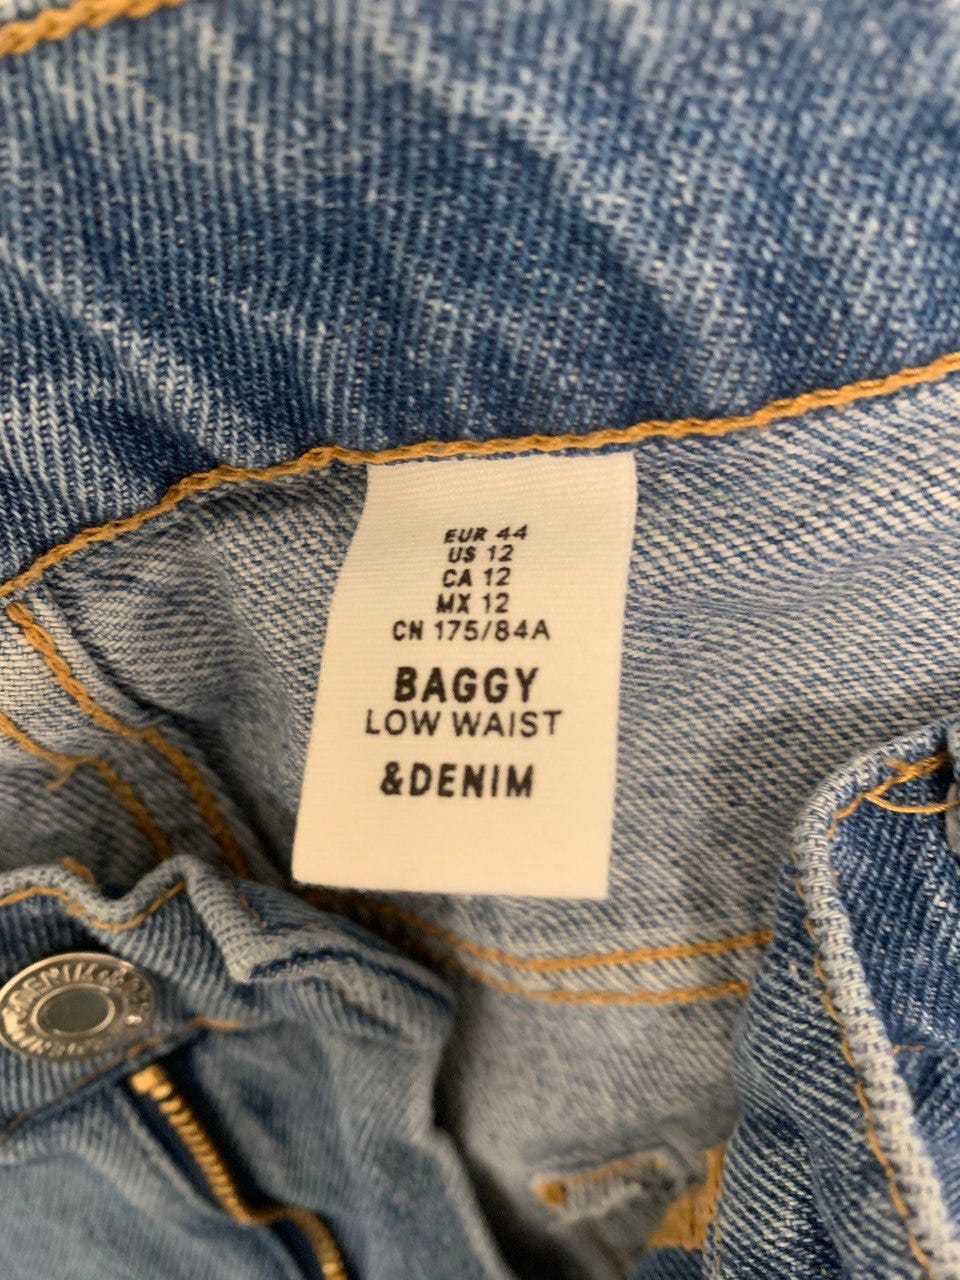 EUR 44
US 12
CA 12
MX 12
CN 175/84A
BAGGY
LOW WAIST
&DENIM